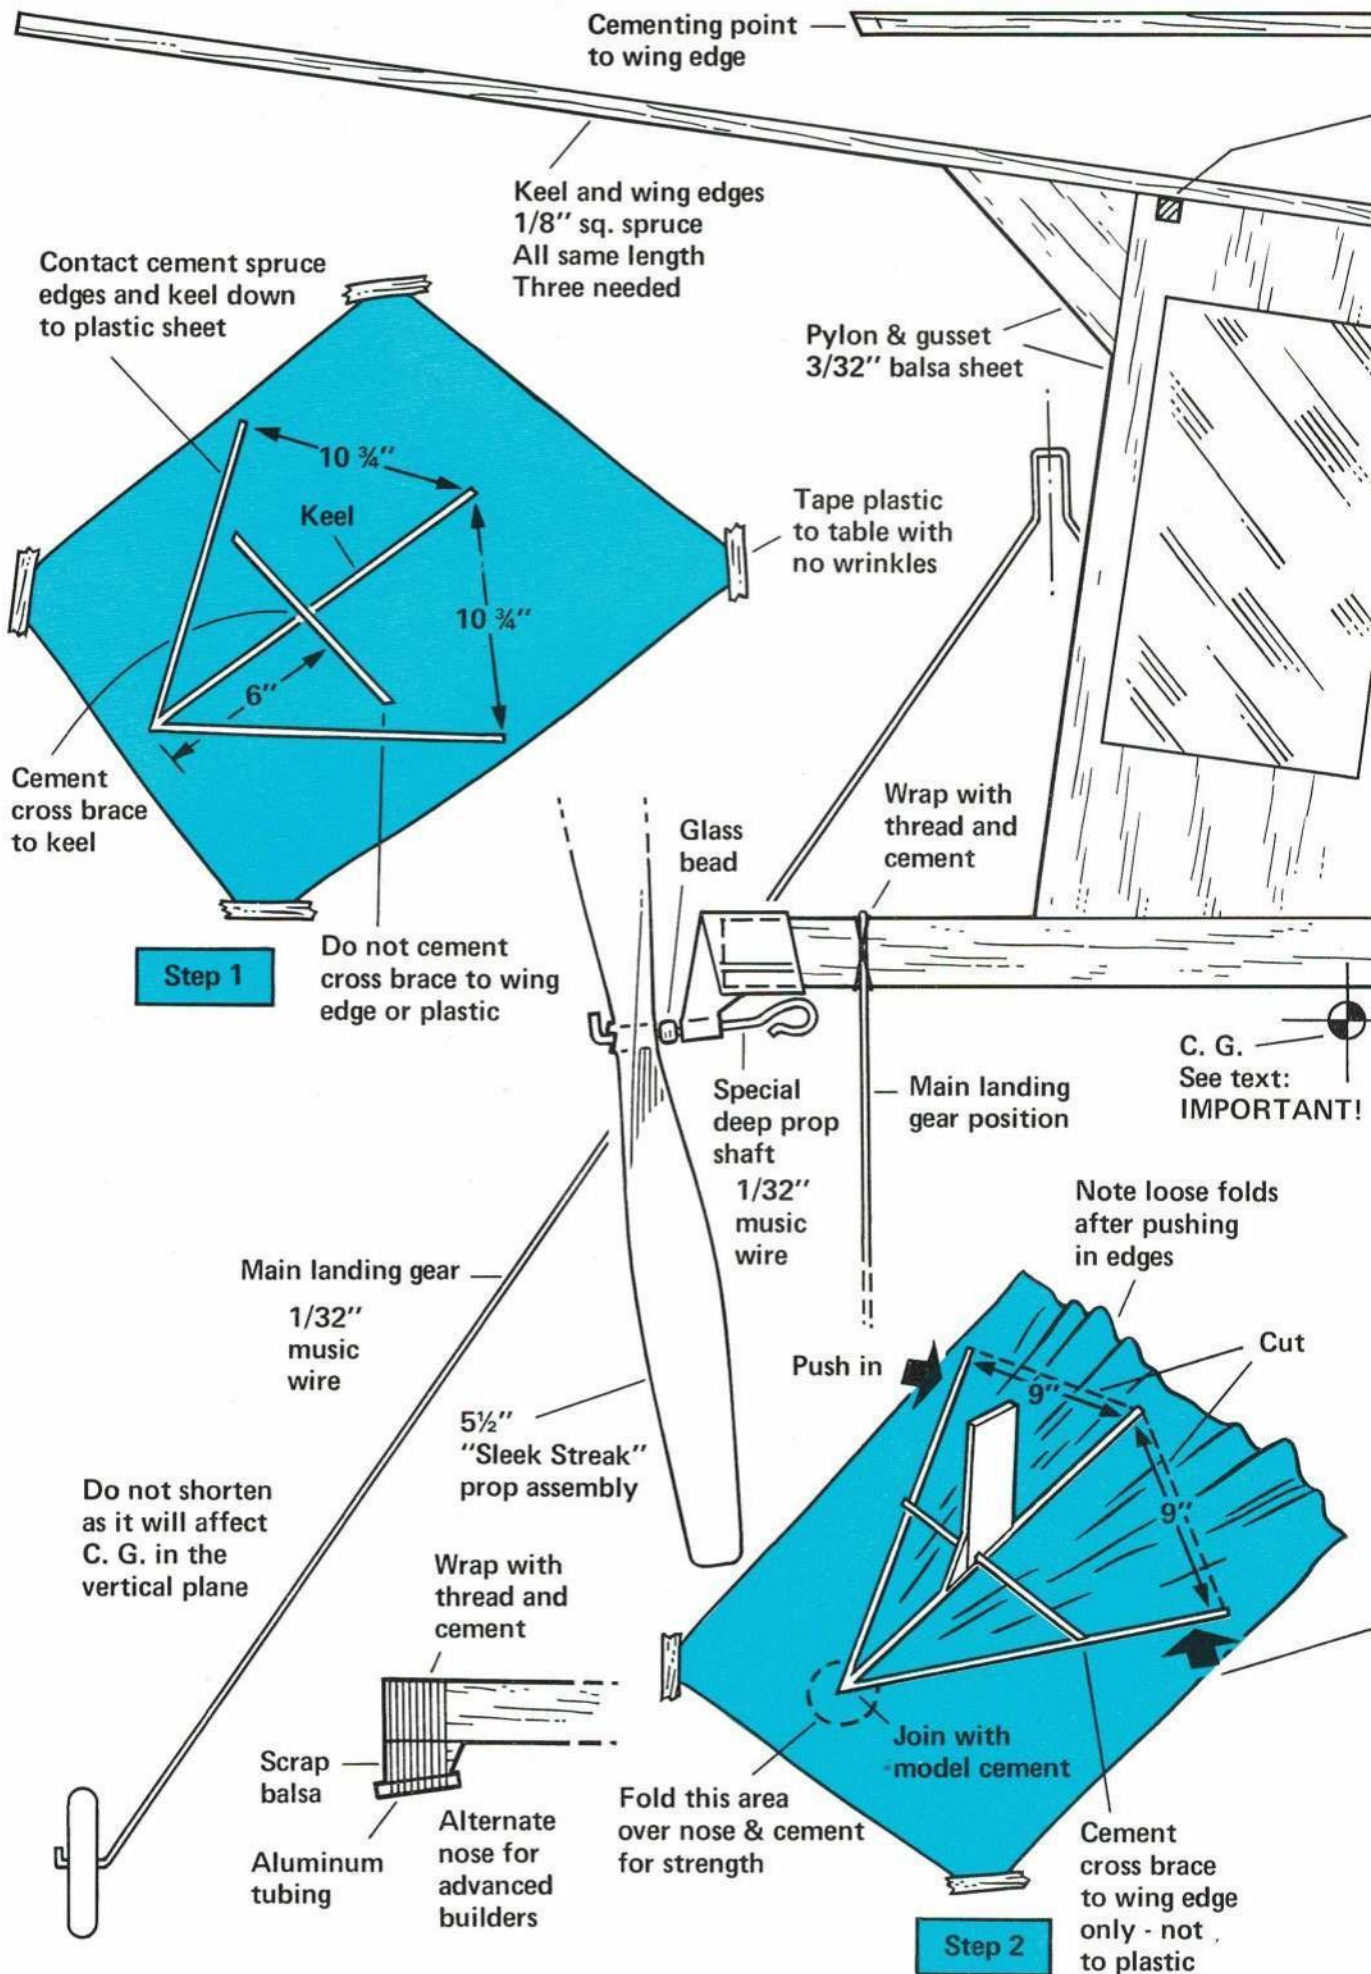 Cementing point
to wing edge
Keel and wing edges
1/8" sq. spruce
All same length
Three needed
Contact cement spruce
edges and keel down
to plastic sheet
Pylon & gusset
3/32" balsa sheet
10 ¾"
Keel
Tape plastic
to table with
no wrinkles
10 ¾"
6"
Cement
cross brace
to keel
Glass
bead
Wrap with
thread and
cement
Step 1
Do not cement
cross brace to wing
edge or plastic
C. G.
See text:
IMPORTANT!
Special
deep prop
shaft
1/32"
music
wire
Main landing
gear position
Note loose folds
after pushing
in edges
Main landing gear
1/32"
music
wire
Push in
Cut
9"
5½"
"Sleek Streak"
prop assembly
9"
Do not shorten
as it will affect
C. G. in the
vertical plane
Wrap with
thread and
cement
Join with
model cement
Scrap
balsa
Fold this area
over nose & cement
for strength
Alternate
nose for
advanced
builders
Aluminum
tubing
Cement
cross brace
to wing edge
only - not
to plastic
Step 2